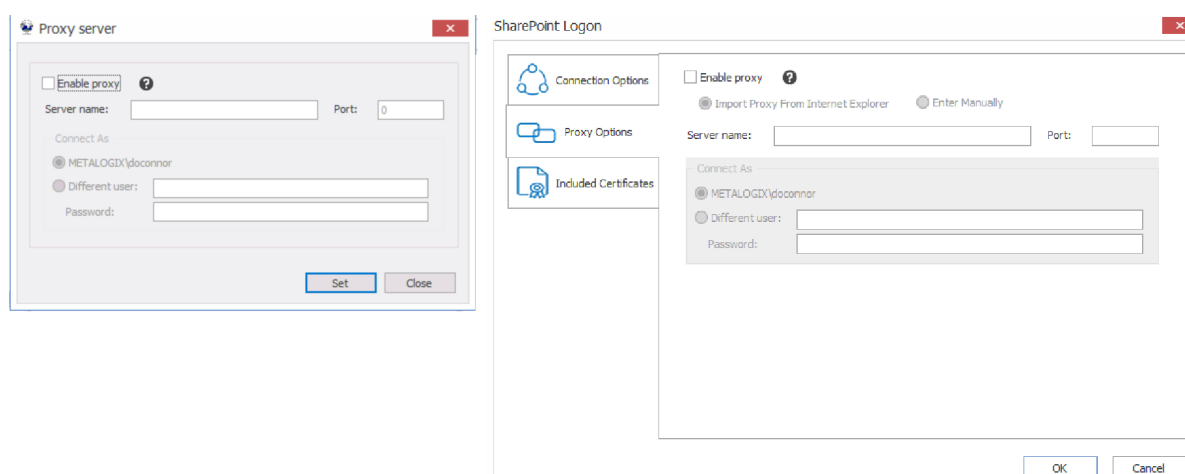 Proxy server
Enable proxy
Server name:
Port: 0
Connect As
METALOGIX\doconnor
Different user:
Password:
Set Close
SharePoint Logon
Connection Options
Proxy Options
Included Certificates
Enable proxy
Import Proxy From Internet Explorer Enter Manually
Server name:
Port:
Connect As
METALOGIX\doconnor
Different user:
Password:
OK Cancel